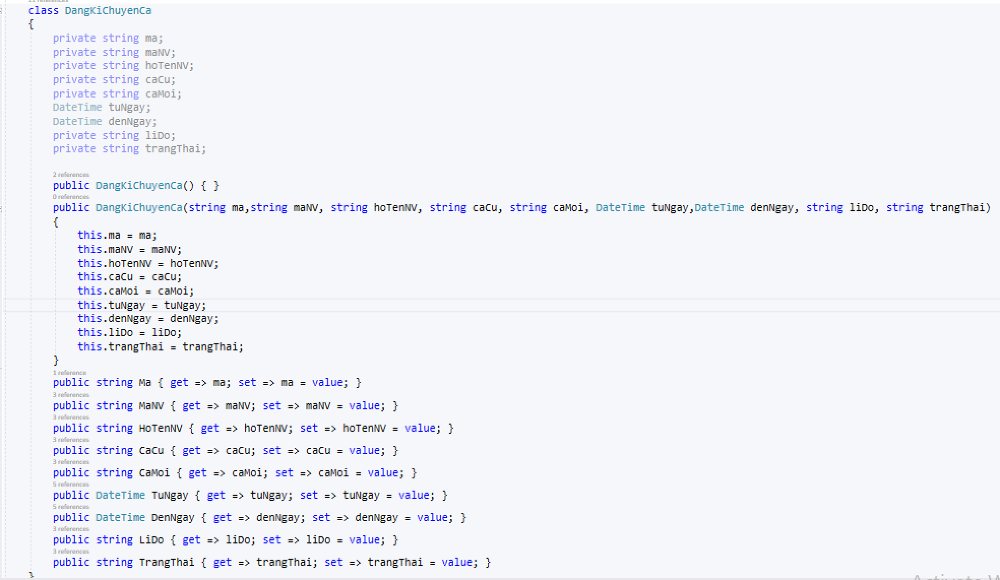 class DangKiChuyenCa
{
private string ma;
private string maNV;
private string hoTenNV;
private string caCu;
private string caMoi;
DateTime tuNgay;
DateTime denNgay;
private string liDo;
private string trangThai;
2 references
public DangKiChuyenCa() { }
0 references
public DangKiChuyenCa(string ma,string maNV, string hoTenNV, string caCu, string caMoi, DateTime tuNgay,DateTime denNgay, string liDo, string trangThai)
{
this.ma = ma;
this.maNV = maNV;
this.hoTenNV = hoTenNV;
this.caCu = caCu;
this.caMoi = caMoi;
this.tuNgay = tuNgay;
this.denNgay = denNgay;
this.liDo = liDo;
this.trangThai = trangThai;
}
1 reference
public string Ma { get => ma; set => ma = value; }
3 references
public string MaNV { get => maNV; set => maNV = value; }
3 references
public string HoTenNV { get => hoTenNV; set => hoTenNV = value; }
3 references
public string CaCu { get => caCu; set => caCu = value; }
3 references
public string CaMoi { get => caMoi; set => caMoi = value; }
5 references
public DateTime TuNgay { get => tuNgay; set => tuNgay = value; }
5 references
public DateTime DenNgay { get => denNgay; set => denNgay = value; }
3 references
public string LiDo { get => liDo; set => liDo = value; }
3 references
public string TrangThai { get => trangThai; set => trangThai = value; }
}